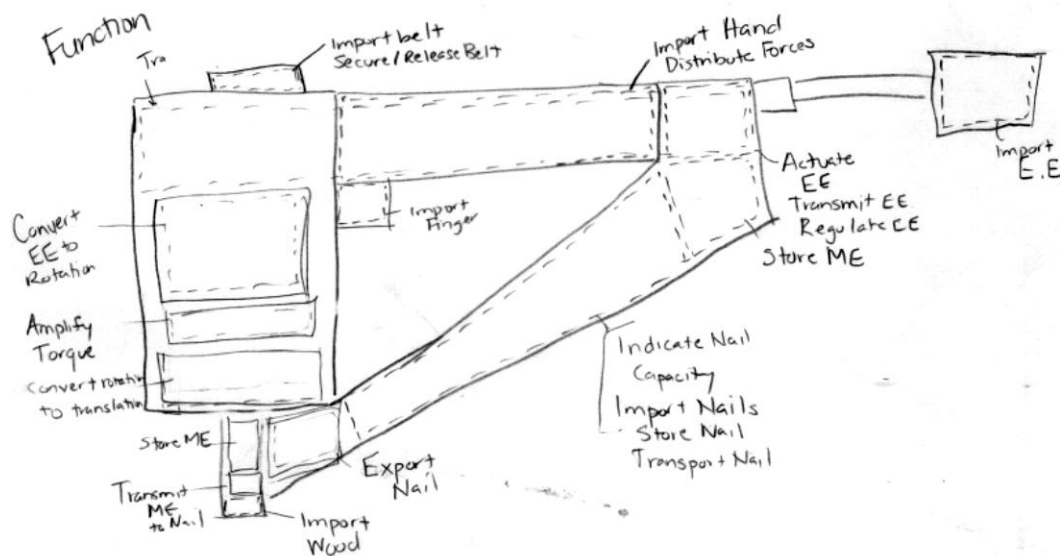 Function
Tra
Import belt
Secure/Release Belt
Import Hand
Distribute Forces
Import
E.E
Actuate
EE
Transmit EE
Regulate EE
Store ME
Import
Finger
Convert
EE to
Rotation
Amplify
Torque
Convert rotation
to translation
Indicate Nail
Capacity
Import Nails
Store Nail
Transport Nail
Store ME
Export
Nail
Transmit
ME
to Nail
Import
Wood